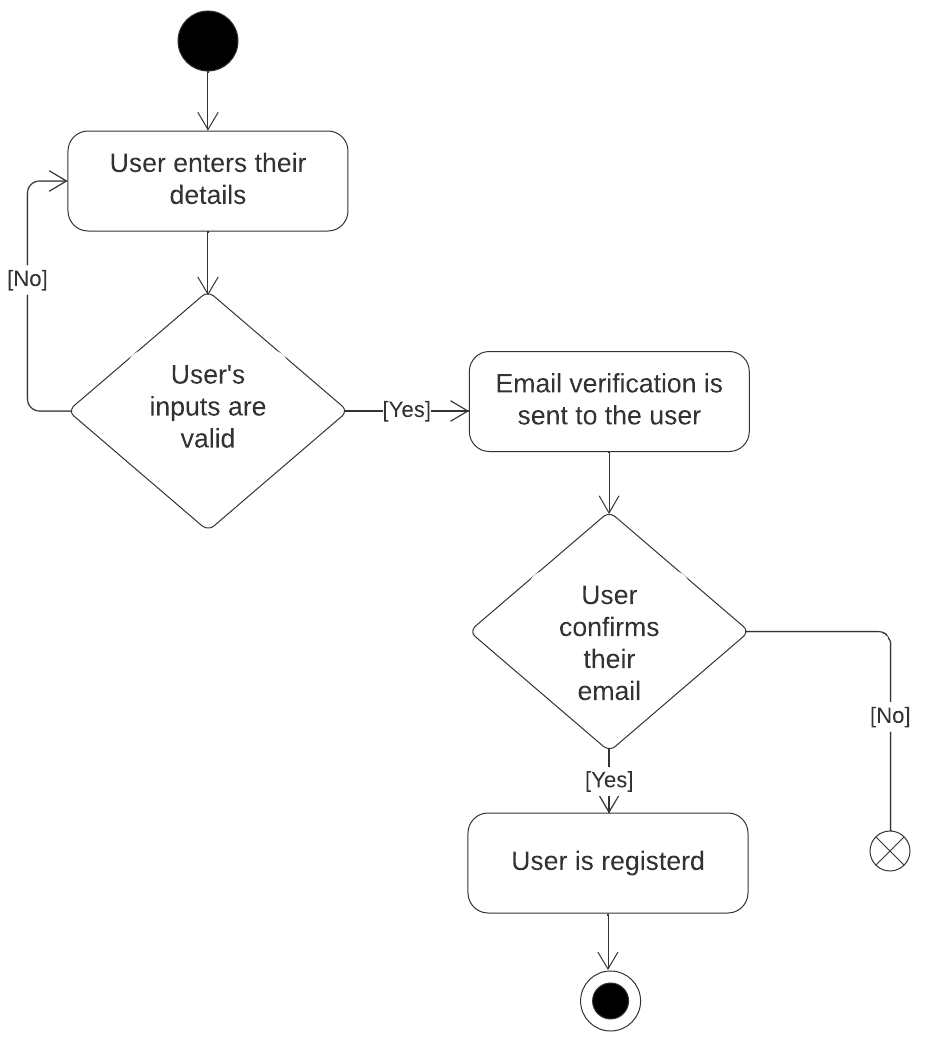 User enters their
details
[No]
User's
inputs are
valid
[Yes]
Email verification is
sent to the user
User
confirms
their
email
[No]
[Yes]
User is registerd